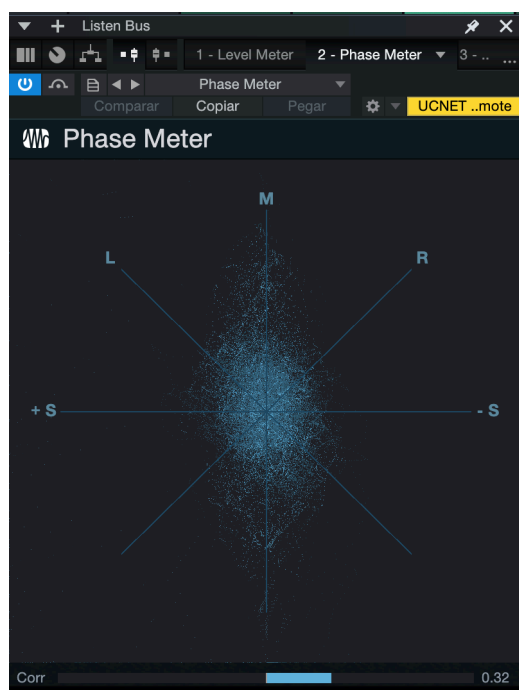 Listen Bus
1 - Level Meter 2 - Phase Meter 3 - .. ...
Phase Meter
Comparar Copiar Pegar UCNET ..mote
Phase Meter
M
L R
+ S - S
Corr 0.32